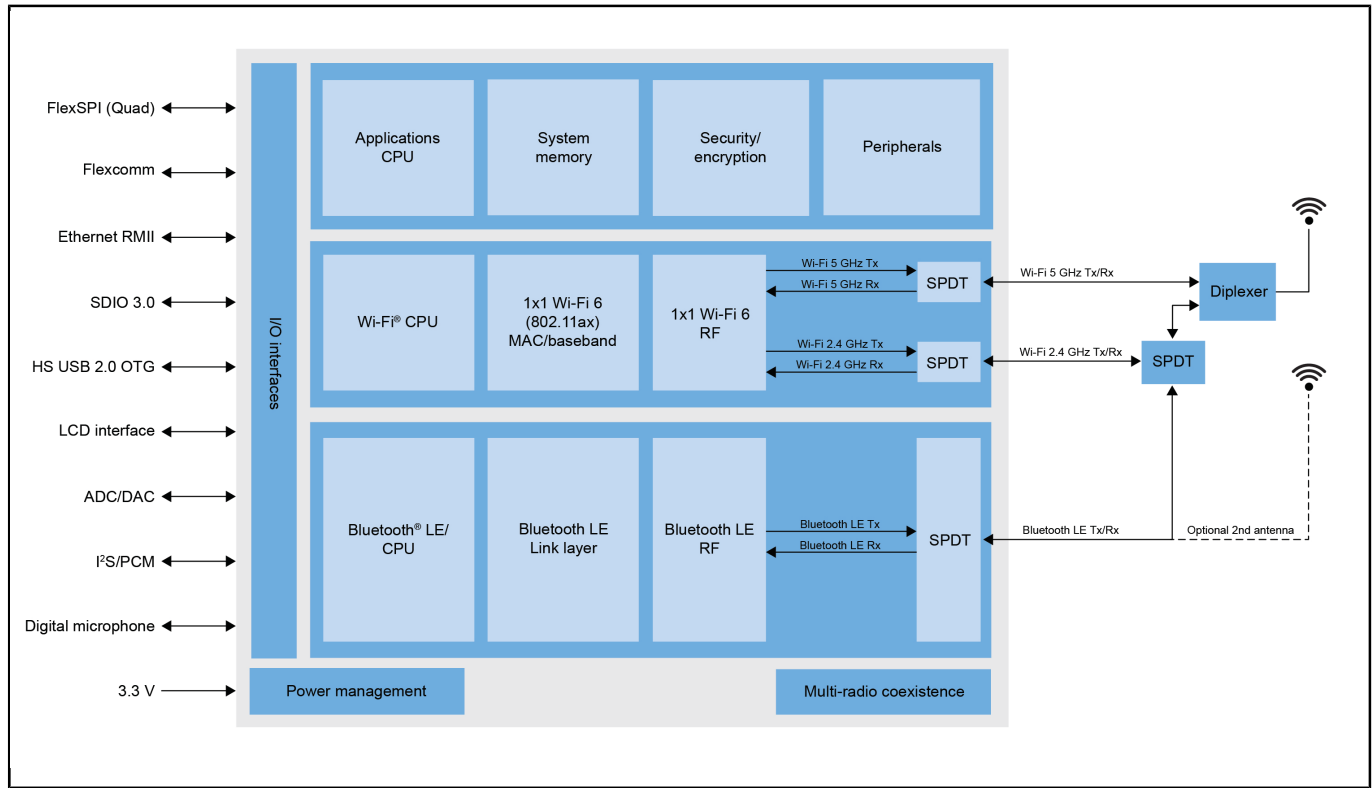 FlexSPI (Quad)
Flexcomm
Ethernet RMII
SDIO 3.0
HS USB 2.0 OTG
LCD interface
ADC/DAC
I²S/PCM
Digital microphone
3.3 V
I/O interfaces
Applications
CPU
System
memory
Security/
encryption
Peripherals
Wi-Fi® CPU
1x1 Wi-Fi 6
(802.11ax)
MAC/baseband
1x1 Wi-Fi 6
RF
Wi-Fi 5 GHz Tx
Wi-Fi 5 GHz Rx
SPDT
Wi-Fi 2.4 GHz Tx
Wi-Fi 2.4 GHz Rx
SPDT
Wi-Fi 5 GHz Tx/Rx
Diplexer
Wi-Fi 2.4 GHz Tx/Rx
SPDT
Bluetooth® LE/
CPU
Bluetooth LE
Link layer
Bluetooth LE
RF
Bluetooth LE Tx
Bluetooth LE Rx
SPDT
Bluetooth LE Tx/Rx
Optional 2nd antenna
Power management
Multi-radio coexistence